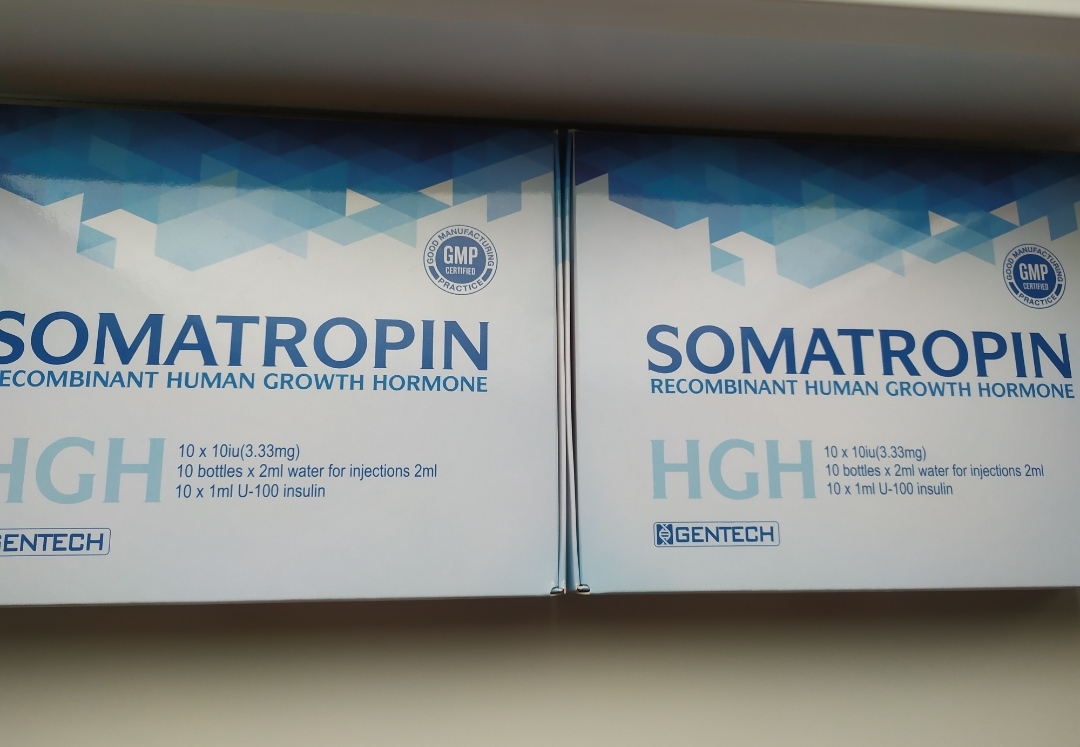 GOOD MANUFACTURING
GMP
CERTIFIED
PRACTICE
SOMATROPIN
ECOMBINANT HUMAN GROWTH HORMONE
HGH
10 x 10iu(3.33mg)
10 bottles x 2ml water for injections 2ml
10 x 1ml U-100 insulin
GENTECH
GOOD MANUFACTURING
GMP
CERTIFIED
PRACTICE
SOMATROPIN
RECOMBINANT HUMAN GROWTH HORMONE
HGH
10 x 10iu(3.33mg)
10 bottles x 2ml water for injections 2ml
10 x 1ml U-100 insulin
GENTECH